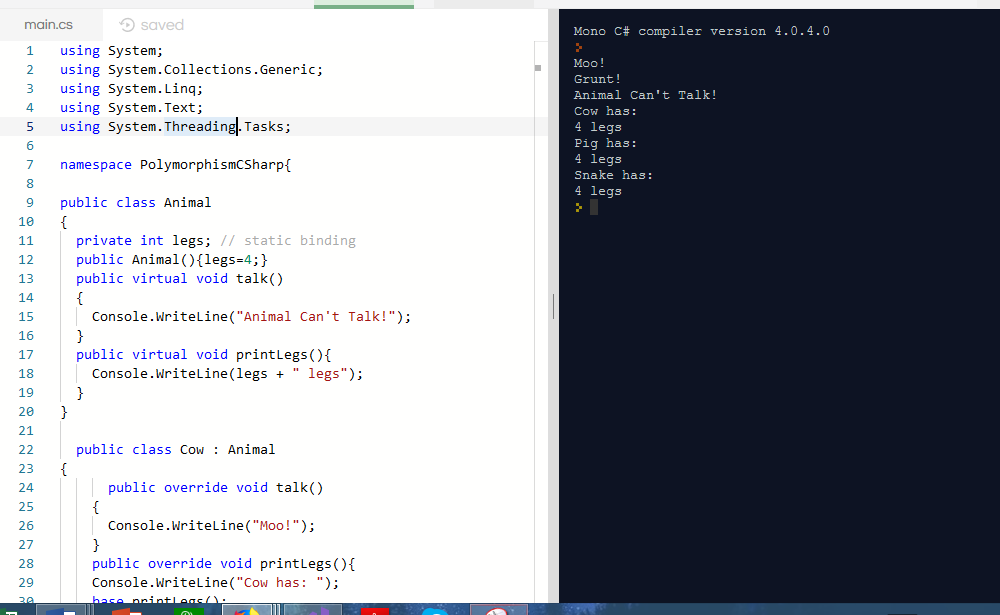 main.cs saved
1 using System;
2 using System.Collections.Generic;
3 using System.Linq;
4 using System.Text;
5 using System.Threading.Tasks;
6
7 namespace PolymorphismCSharp{
8
9 public class Animal
10 {
11 private int legs; // static binding
12 public Animal(){legs=4;}
13 public virtual void talk()
14 {
15 Console.WriteLine("Animal Can't Talk!");
16 }
17 public virtual void printLegs(){
18 Console.WriteLine(legs + " legs");
19 }
20 }
21
22 public class Cow : Animal
23 {
24 public override void talk()
25 {
26 Console.WriteLine("Moo!");
27 }
28 public override void printLegs(){
29 Console.WriteLine("Cow has: ");
30 base.printLegs();
Mono C# compiler version 4.0.4.0
>
Moo!
Grunt!
Animal Can't Talk!
Cow has:
4 legs
Pig has:
4 legs
Snake has:
4 legs
>